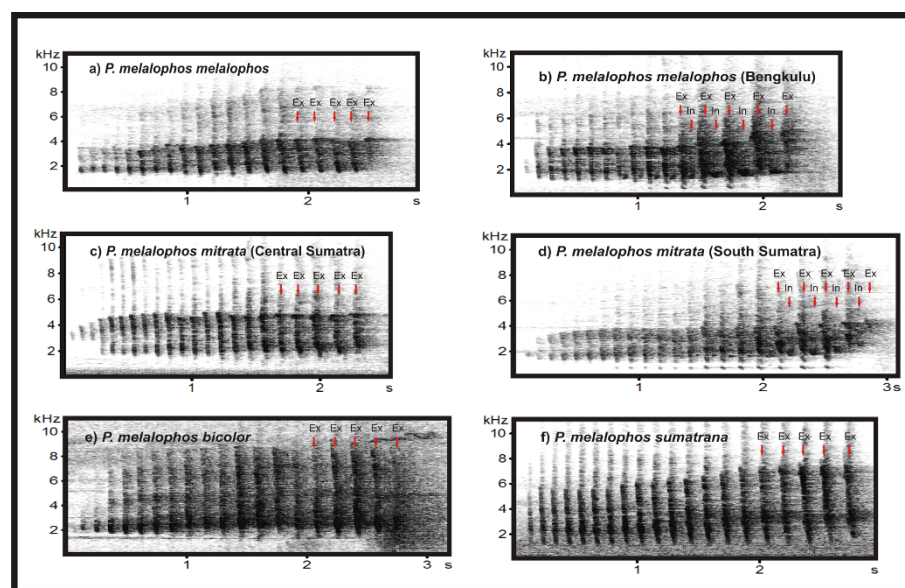 kHz
10
8
6
4
2
a) P. melalophos melalophos
Ex Ex Ex Ex Ex
1 2 s
kHz
10
8
6
4
2
b) P. melalophos melalophos (Bengkulu)
Ex Ex Ex Ex Ex
In In In In
1 2 s
10
8
6
4
2
c) P. melalophos mitrata (Central Sumatra)
Ex Ex Ex Ex Ex
1 2 s
10
8
6
4
2
d) P. melalophos mitrata (South Sumatra)
Ex Ex Ex Ex Ex
In In In In
1 2 3 s
kHz
10
8
6
4
2
e) P. melalophos bicolor
Ex Ex Ex Ex Ex
1 2 3 s
kHz
10
8
6
4
2
f) P. melalophos sumatrana
Ex Ex Ex Ex Ex
1 2 s